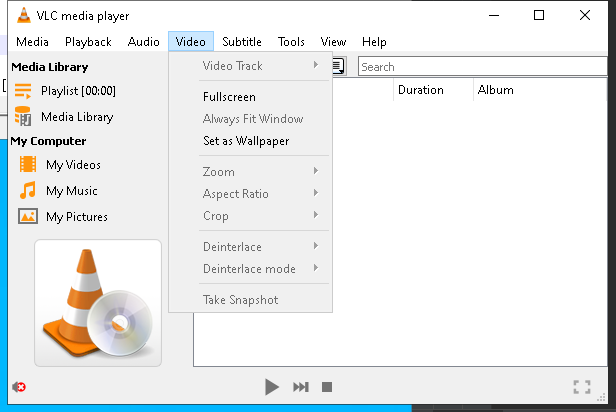 VLC media player
Media Playback Audio Video Subtitle Tools View Help
Media Library
Playlist [00:00]
Media Library
My Computer
My Videos
My Music
My Pictures
Video Track
Fullscreen
Always Fit Window
Set as Wallpaper
Zoom
Aspect Ratio
Crop
Deinterlace
Deinterlace mode
Take Snapshot
Search
Duration Album